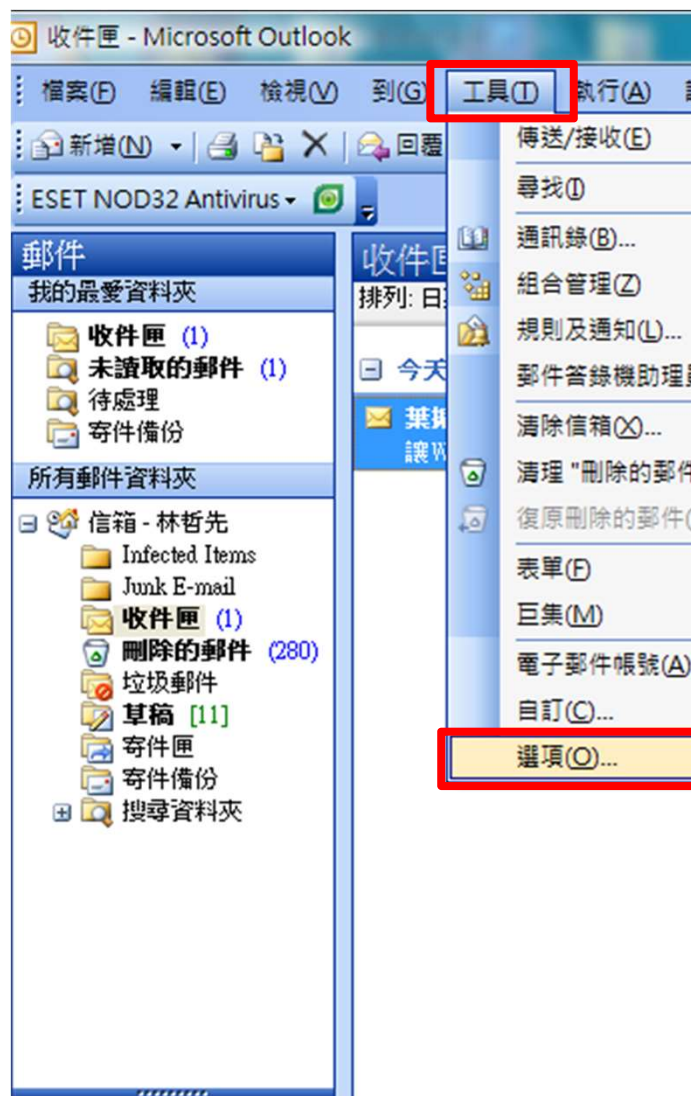 收件匣 - Microsoft Outlook
檔案(F) 編輯(E) 檢視(V) 到(G) 工具(T) 執行(A)
新增(N) 回覆
ESET NOD32 Antivirus
傳送/接收(E)
尋找(I)
通訊錄(B)...
組合管理(Z)
規則及通知(L)...
郵件答錄機助理
清除信箱(X)...
清理 "刪除的郵件
復原刪除的郵件(
表單(F)
巨集(M)
電子郵件帳號(A)
自訂(C)...
選項(O)...
郵件
我的最愛資料夾
收件匣 (1)
未讀取的郵件 (1)
待處理
寄件備份
所有郵件資料夾
信箱 - 林哲先
Infected Items
Junk E-mail
收件匣 (1)
刪除的郵件 (280)
垃圾郵件
草稿 [11]
寄件匣
寄件備份
搜尋資料夾
收件匣
排列: 日
今天
葉
讓W